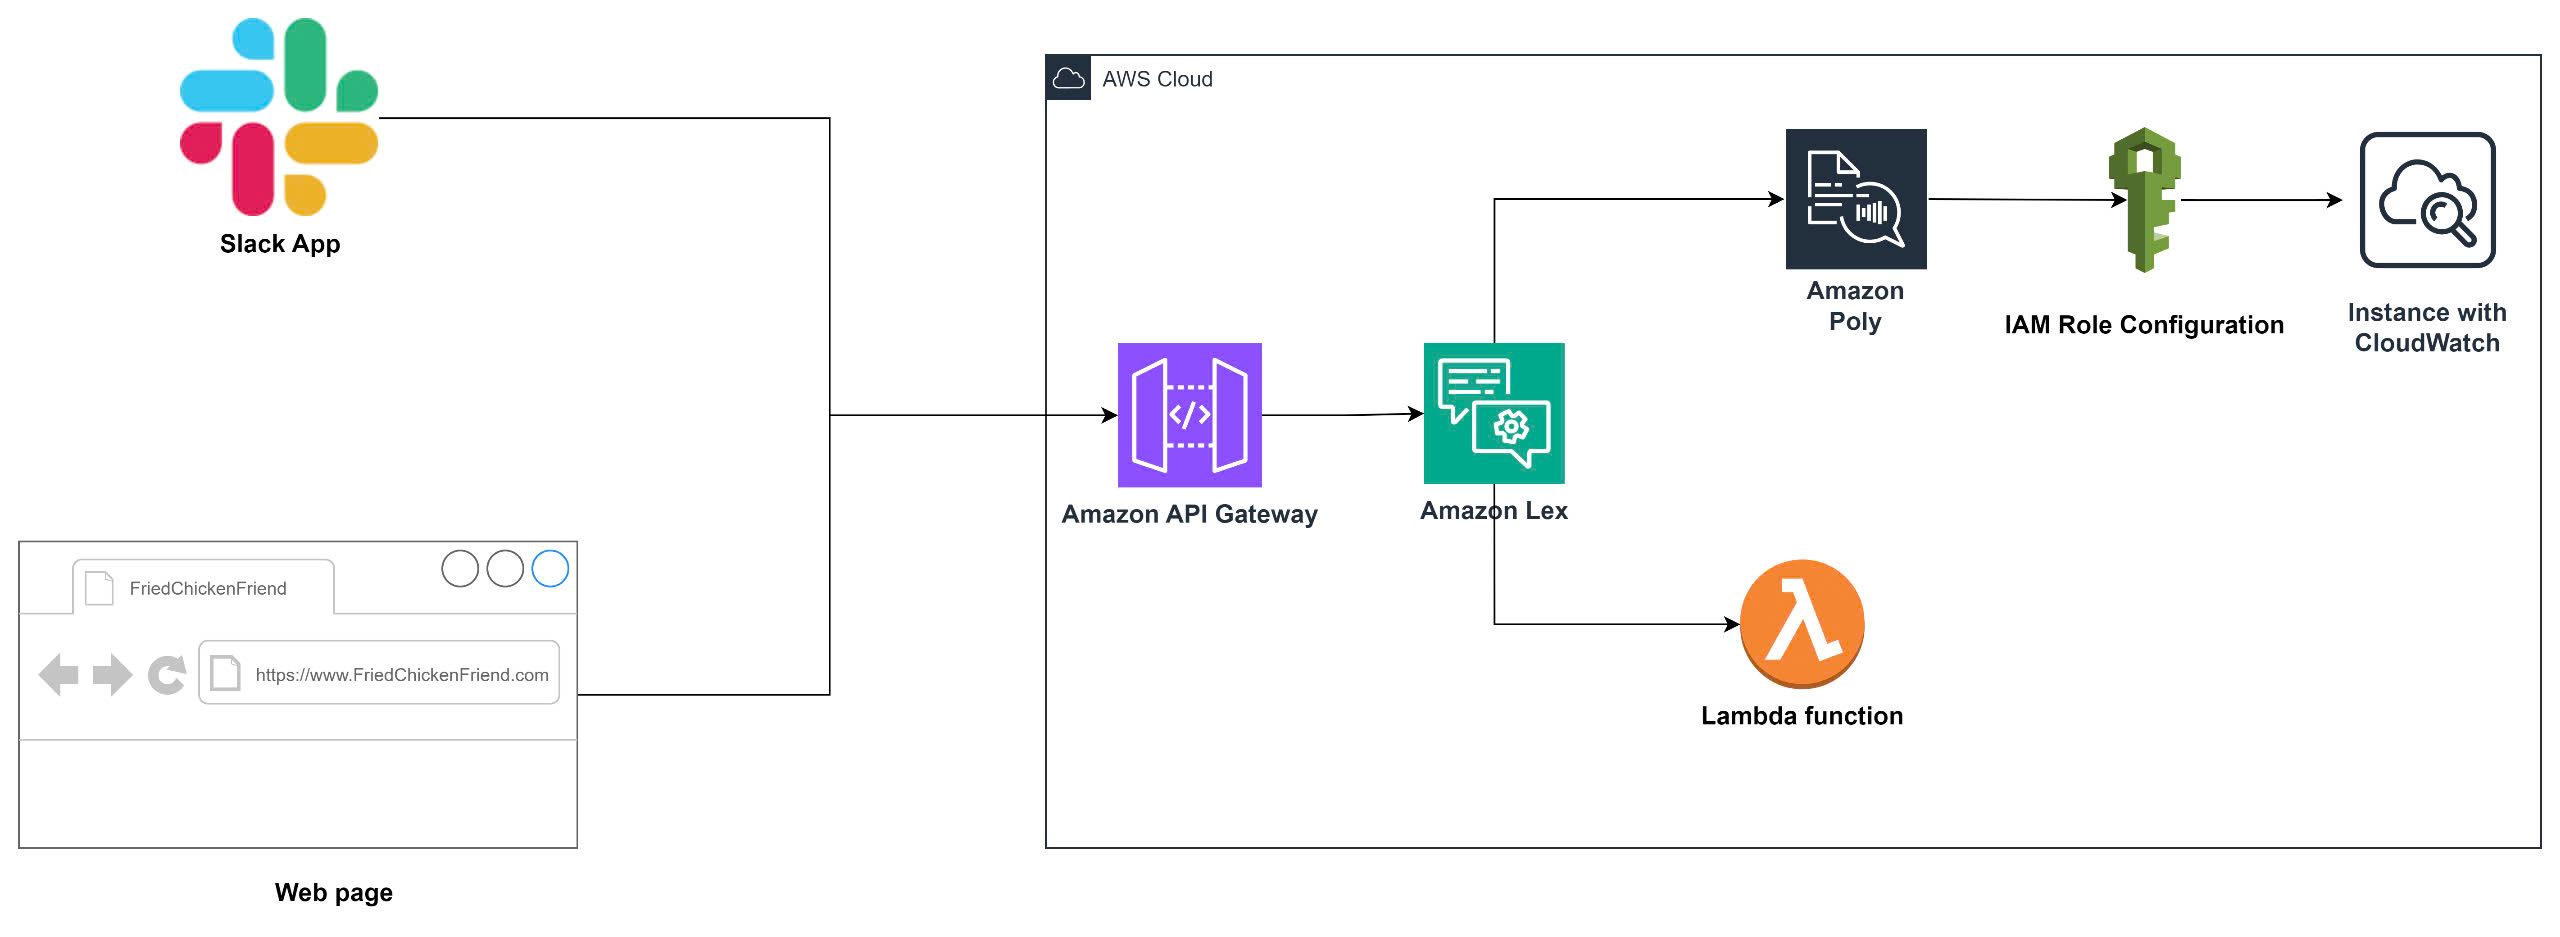 Slack App
AWS Cloud
Amazon
Poly
IAM Role Configuration
Instance with
CloudWatch
Amazon API Gateway
Amazon Lex
FriedChickenFriend
https://www.FriedChickenFriend.com
Lambda function
Web page